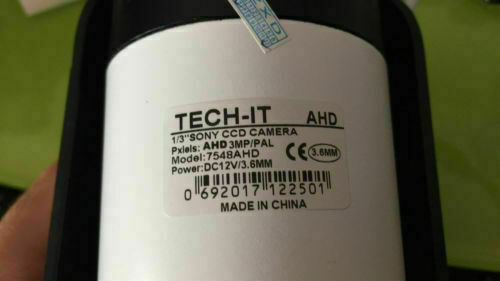 TECH-IT AHD
1/3"SONY CCD CAMERA
Pxiels: AHD 3MP/PAL
Model:7548AHD
Power:DC12V/3.6MM
CE 3.6MM
0 692017 122501
MADE IN CHINA